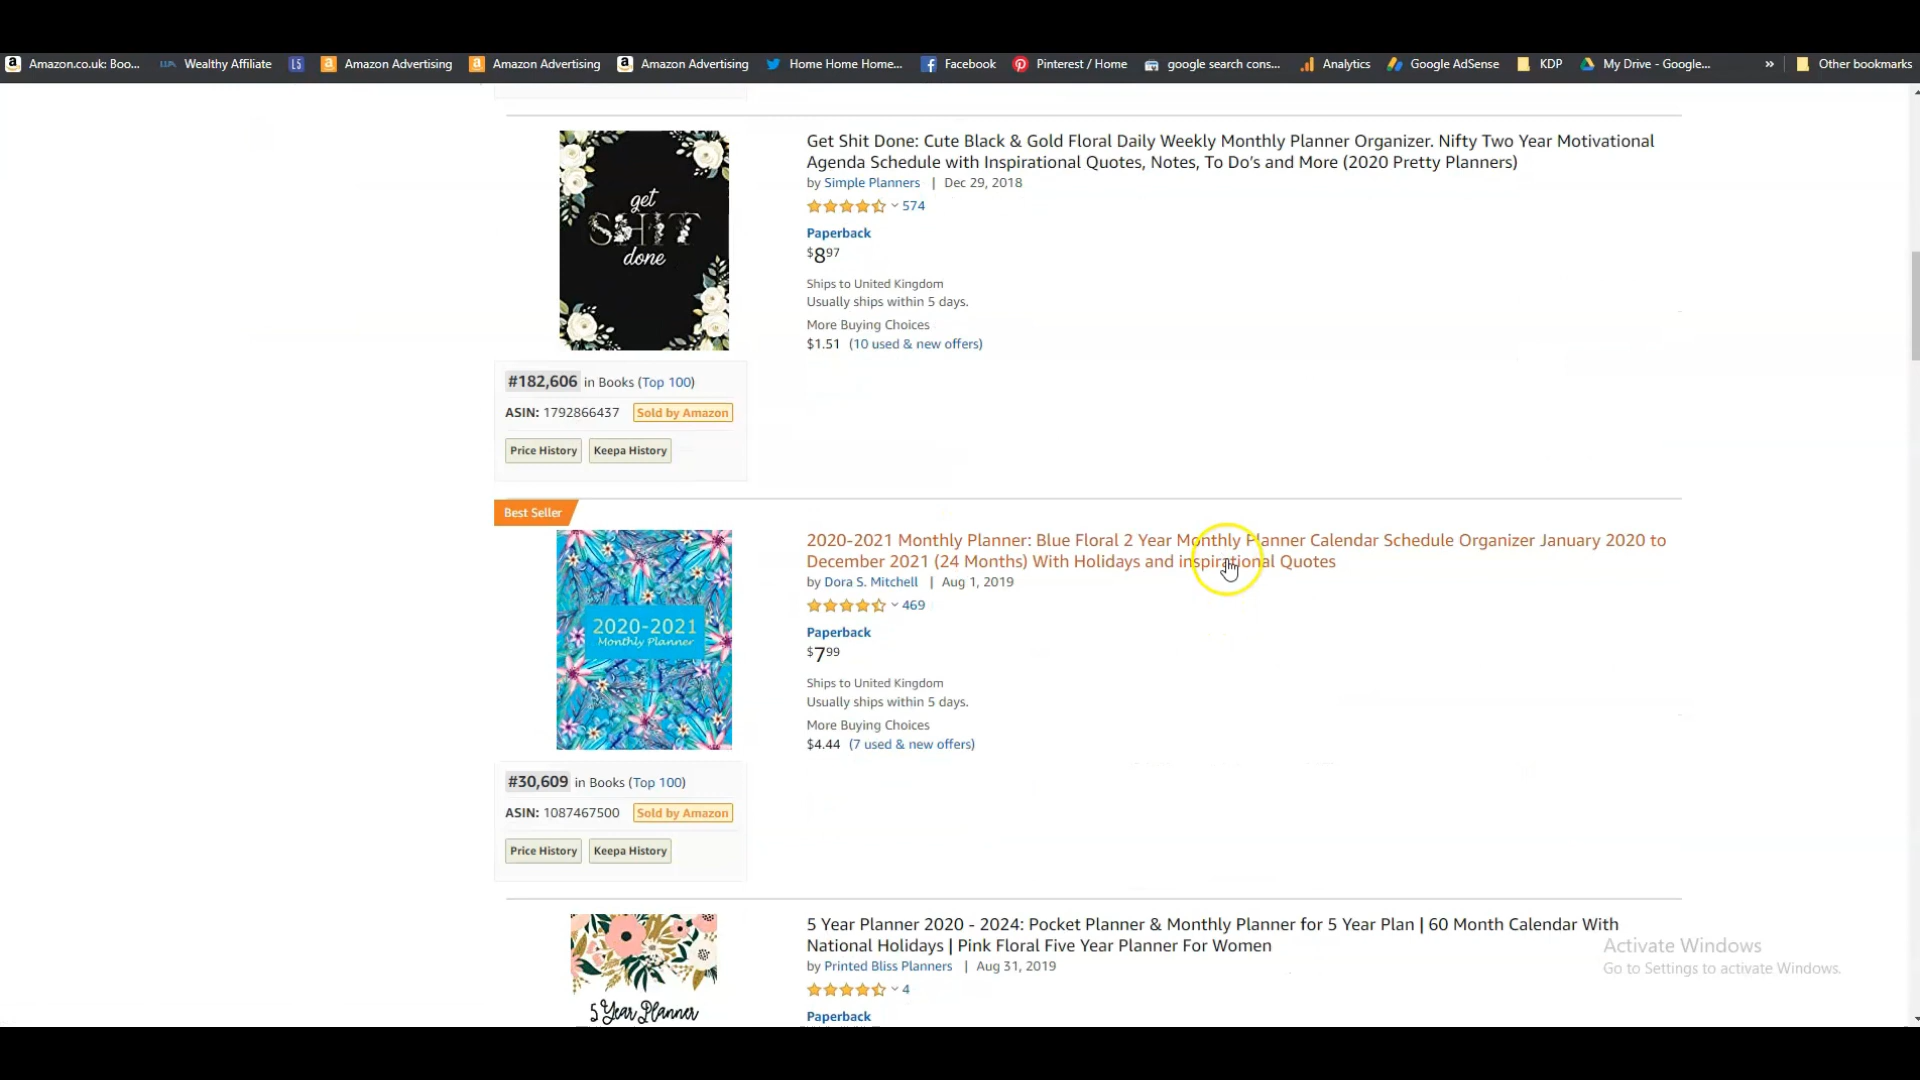 Amazon.co.uk: Boo... Wealthy Affiliate LS Amazon Advertising Amazon Advertising Amazon Advertising Home Home Home... Facebook Pinterest / Home google search cons... Analytics Google AdSense KDP My Drive - Google... » Other bookmarks
Get Shit Done: Cute Black & Gold Floral Daily Weekly Monthly Planner Organizer. Nifty Two Year Motivational
Agenda Schedule with Inspirational Quotes, Notes, To Do's and More (2020 Pretty Planners)
by Simple Planners | Dec 29, 2018
574
Paperback
$8.97
Ships to United Kingdom
Usually ships within 5 days.
More Buying Choices
$1.51 (10 used & new offers)
get
SHIT
done
#182,606 in Books (Top 100)
ASIN: 1792866437 Sold by Amazon
Price History Keepa History
Best Seller
2020-2021 Monthly Planner: Blue Floral 2 Year Monthly Planner Calendar Schedule Organizer January 2020 to
December 2021 (24 Months) With Holidays and inspirational Quotes
by Dora S. Mitchell | Aug 1, 2019
469
Paperback
$7.99
Ships to United Kingdom
Usually ships within 5 days.
More Buying Choices
$4.44 (7 used & new offers)
2020-2021
Monthly Planner
#30,609 in Books (Top 100)
ASIN: 1087467500 Sold by Amazon
Price History Keepa History
5 Year Planner 2020 - 2024: Pocket Planner & Monthly Planner for 5 Year Plan | 60 Month Calendar With
National Holidays | Pink Floral Five Year Planner For Women
by Printed Bliss Planners | Aug 31, 2019
4
Paperback
5 Year Planner
Activate Windows
Go to Settings to activate Windows.